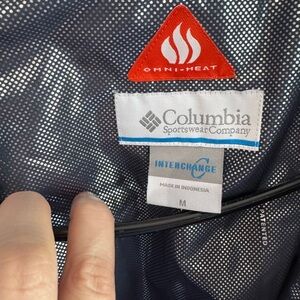 OMNI-HEAT
Columbia
Sportswear Company
INTERCHANGE
MADE IN INDONESIA
M